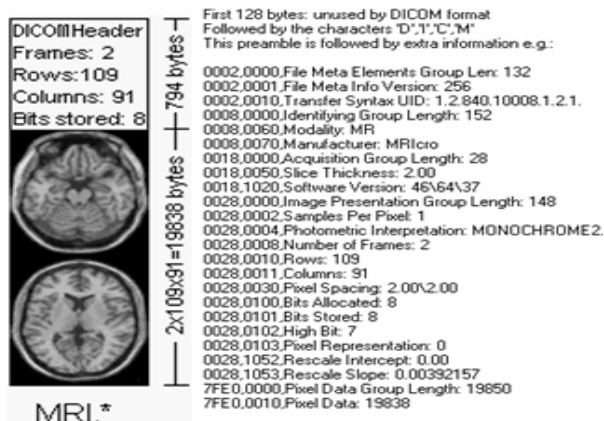 DICOM Header
Frames: 2
Rows:109
Columns: 91
Bits stored: 8
794 bytes
2x109x91=19838 bytes
MRI.*
First 128 bytes: unused by DICOM format
Followed by the characters "D","I","C","M"
This preamble is followed by extra information e.g.:
0002,0000,File Meta Elements Group Len: 132
0002,0001,File Meta Info Version: 256
0002,0010,Transfer Syntax UID: 1.2.840.10008.1.2.1.
0008,0000,Identifying Group Length: 152
0008,0060,Modality: MR
0008,0070,Manufacturer: MRIcro
0018,0000,Acquisition Group Length: 28
0018,0050,Slice Thickness: 2.00
0018,1020,Software Version: 46\64\37
0028,0000,Image Presentation Group Length: 148
0028,0002,Samples Per Pixel: 1
0028,0004,Photometric Interpretation: MONOCHROME2.
0028,0008,Number of Frames: 2
0028,0010,Rows: 109
0028,0011,Columns: 91
0028,0030,Pixel Spacing: 2.00\2.00
0028,0100,Bits Allocated: 8
0028,0101,Bits Stored: 8
0028,0102,High Bit: 7
0028,0103,Pixel Representation: 0
0028,1052,Rescale Intercept: 0.00
0028,1053,Rescale Slope: 0.00392157
7FE0,0000,Pixel Data Group Length: 19850
7FE0,0010,Pixel Data: 19838